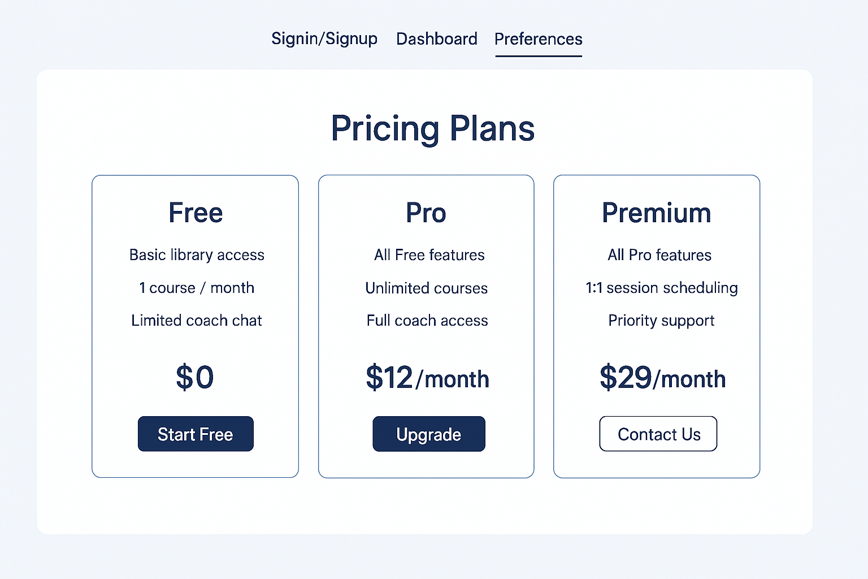 Signin/Signup Dashboard Preferences
Pricing Plans
Free
Basic library access
1 course / month
Limited coach chat
$0
Start Free
Pro
All Free features
Unlimited courses
Full coach access
$12/month
Upgrade
Premium
All Pro features
1:1 session scheduling
Priority support
$29/month
Contact Us